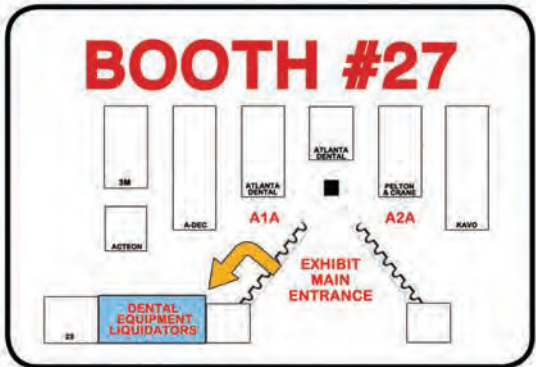 BOOTH #27
3M
ACTEON
A-DEC
ATLANTA
DENTAL
A1A
ATLANTA
DENTAL
PELTON
& CRANE
A2A
KAVO
EXHIBIT
MAIN
ENTRANCE
DENTAL
EQUIPMENT
LIQUIDATORS
23